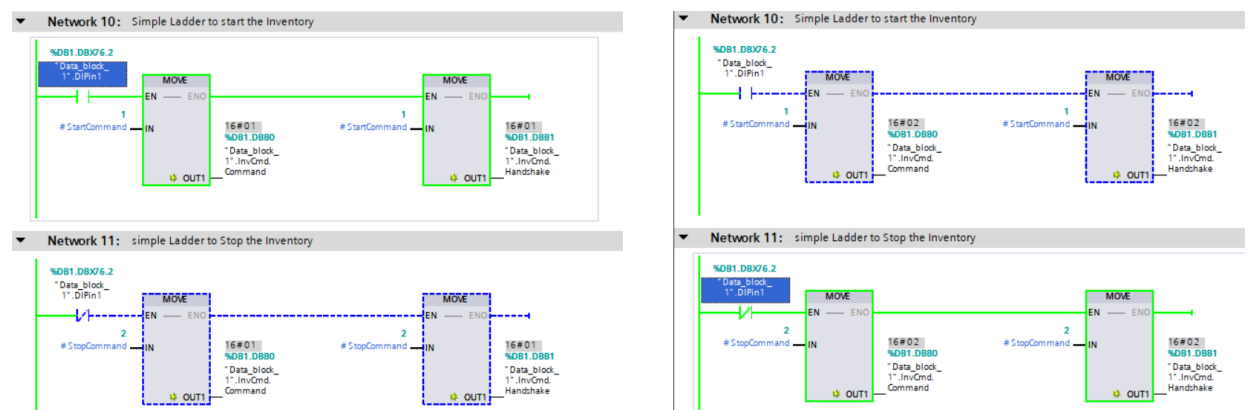 Network 10: Simple Ladder to start the Inventory
%DB1.DBX76.2
"Data_block_
1".DIPin1
MOVE
MOVE
EN ENO
EN ENO
1
#StartCommand IN
1
#StartCommand IN
16#01
%DB1.DBB0
"Data_block_
1".InvCmd.
Command
OUT1
16#01
%DB1.DBB1
"Data_block_
1".InvCmd.
Handshake
OUT1
Network 11: simple Ladder to Stop the Inventory
%DB1.DBX76.2
"Data_block_
1".DIPin1
MOVE
MOVE
EN ENO
EN ENO
2
#StopCommand IN
2
#StopCommand IN
16#01
%DB1.DBB0
"Data_block_
1".InvCmd.
Command
OUT1
16#01
%DB1.DBB1
"Data_block_
1".InvCmd.
Handshake
OUT1
Network 10: Simple Ladder to start the Inventory
%DB1.DBX76.2
"Data_block_
1".DIPin1
MOVE
MOVE
EN ENO
EN ENO
1
#StartCommand IN
1
#StartCommand IN
16#02
%DB1.DBB0
"Data_block_
1".InvCmd.
Command
OUT1
16#02
%DB1.DBB1
"Data_block_
1".InvCmd.
Handshake
OUT1
Network 11: simple Ladder to Stop the Inventory
%DB1.DBX76.2
"Data_block_
1".DIPin1
MOVE
MOVE
EN ENO
EN ENO
2
#StopCommand IN
2
#StopCommand IN
16#02
%DB1.DBB0
"Data_block_
1".InvCmd.
Command
OUT1
16#02
%DB1.DBB1
"Data_block_
1".InvCmd.
Handshake
OUT1